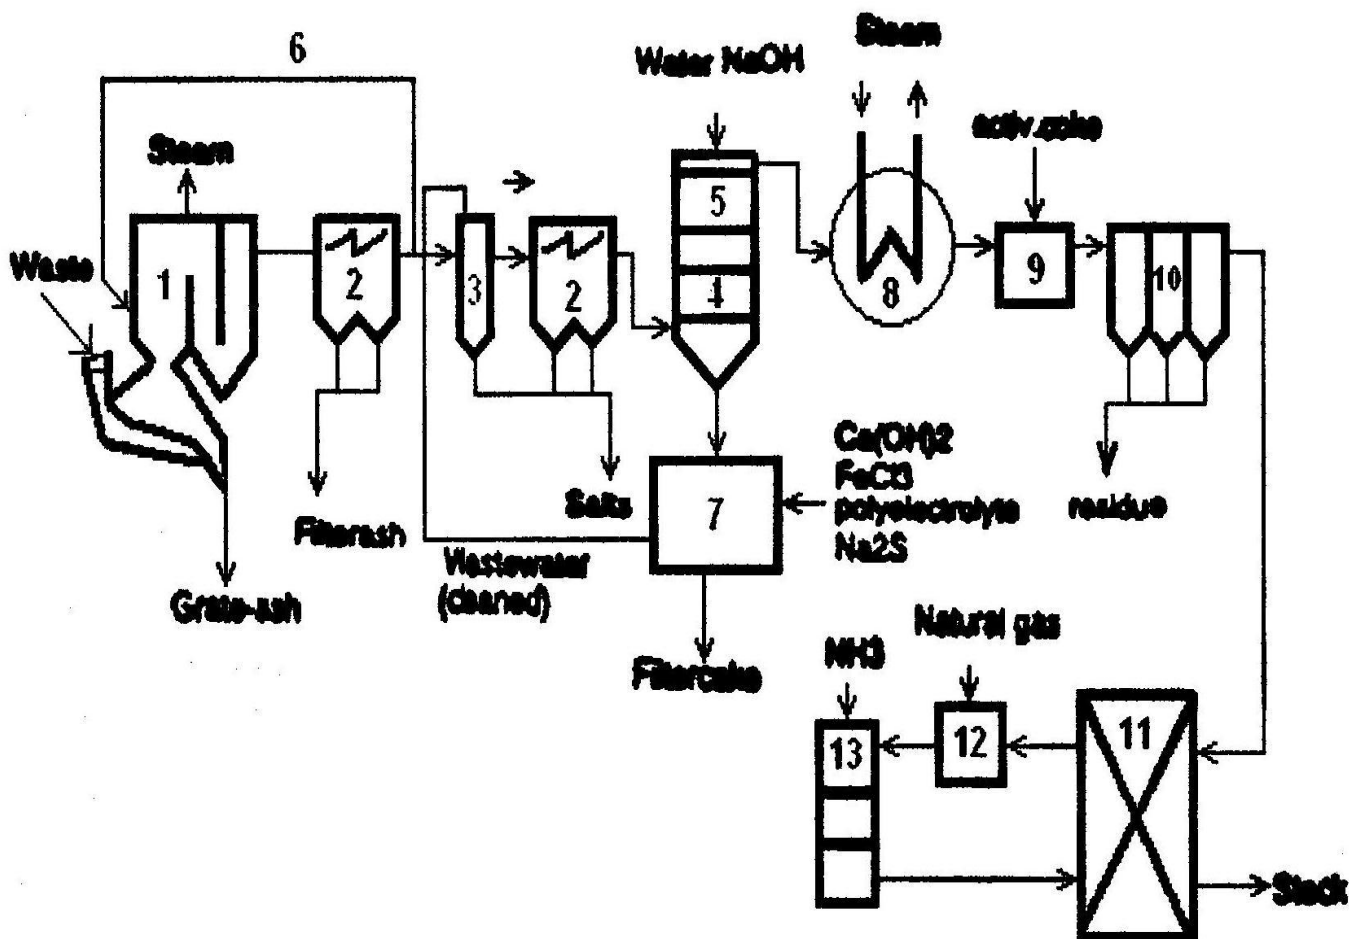 6
Steam
Water NaOH
Steam
activ.coke
Waste
1
2
3
2
5
4
8
9
10
Filterash
Salts
7
Ca(OH)2
FeCl3
polyelectrolyte
Na2S
residue
Grate-ash
Wastewater
(cleaned)
Filtercake
NH3
Natural gas
13
12
11
Stack